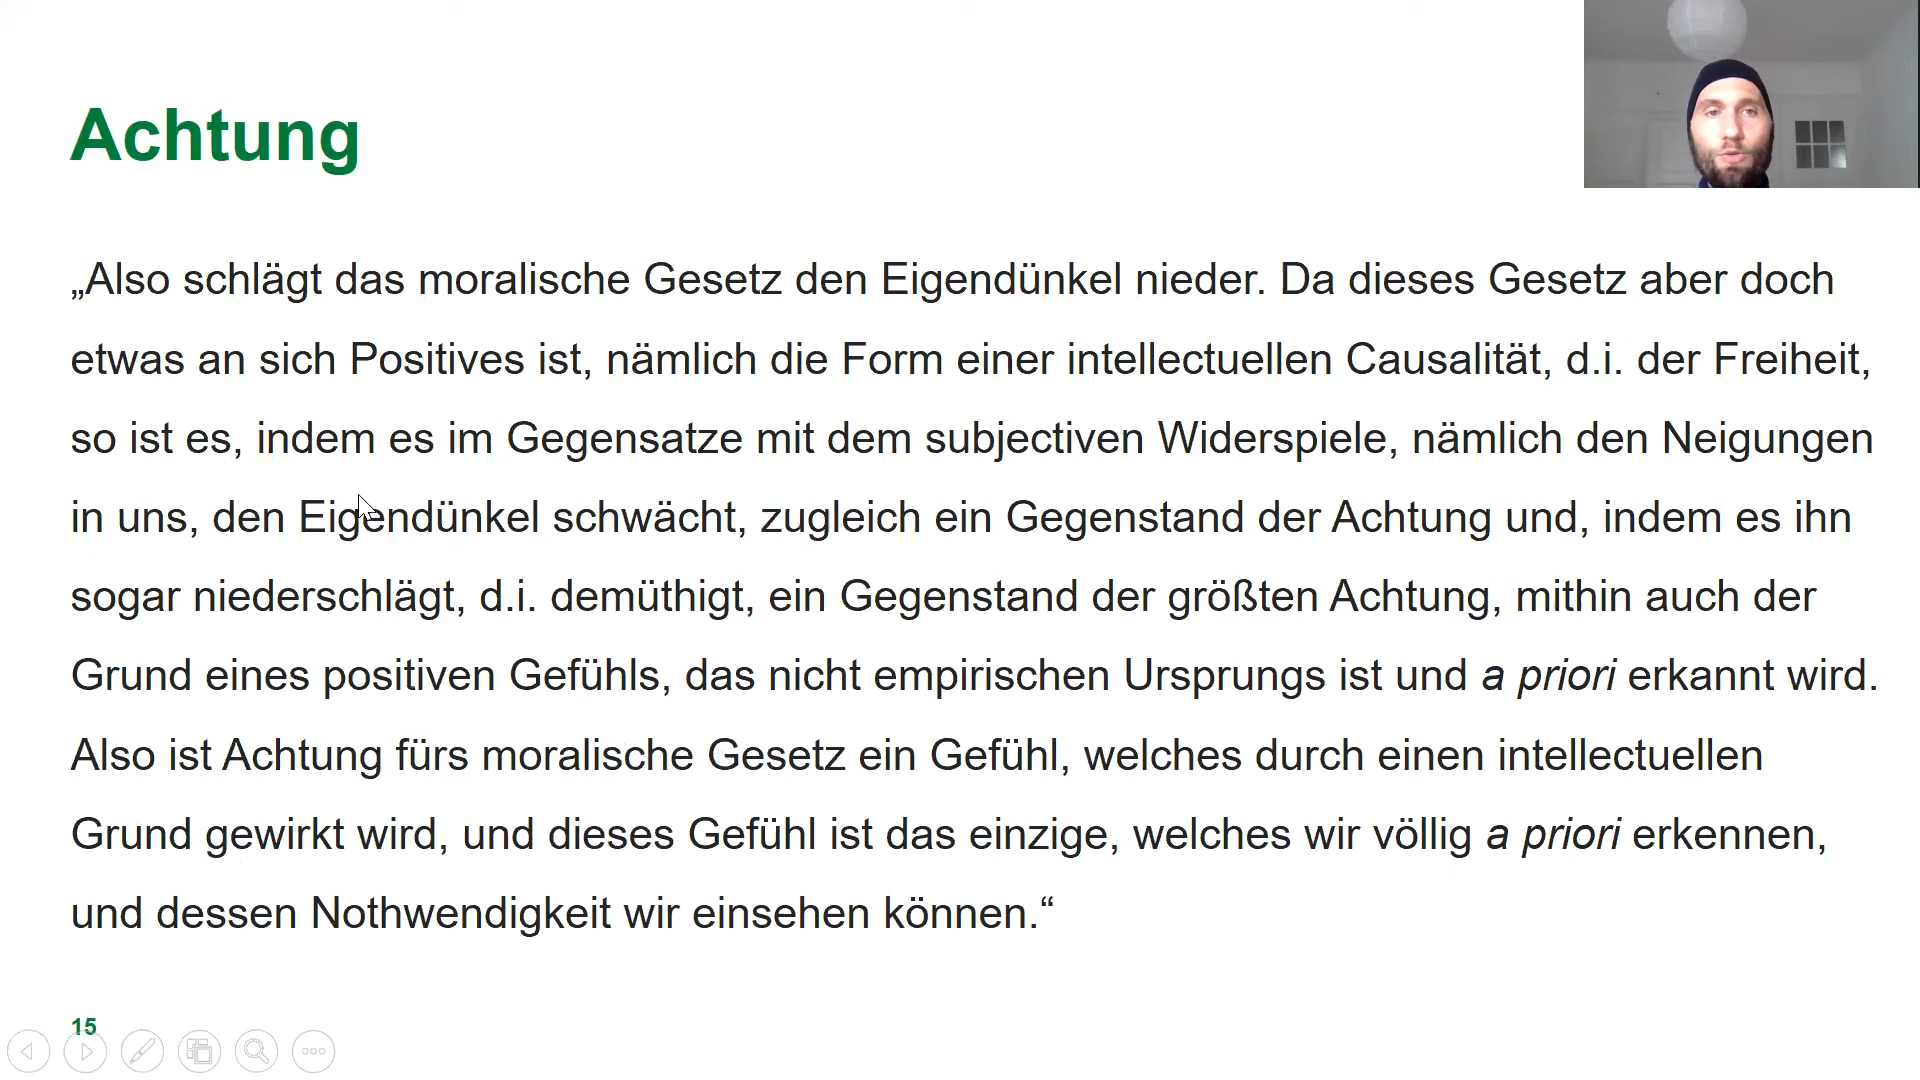 Achtung
„Also schlägt das moralische Gesetz den Eigendünkel nieder. Da dieses Gesetz aber doch
etwas an sich Positives ist, nämlich die Form einer intellectuellen Causalität, d.i. der Freiheit,
so ist es, indem es im Gegensatze mit dem subjectiven Widerspiele, nämlich den Neigungen
in uns, den Eigendünkel schwächt, zugleich ein Gegenstand der Achtung und, indem es ihn
sogar niederschlägt, d.i. demüthigt, ein Gegenstand der größten Achtung, mithin auch der
Grund eines positiven Gefühls, das nicht empirischen Ursprungs ist und a priori erkannt wird.
Also ist Achtung fürs moralische Gesetz ein Gefühl, welches durch einen intellectuellen
Grund gewirkt wird, und dieses Gefühl ist das einzige, welches wir völlig a priori erkennen,
und dessen Nothwendigkeit wir einsehen können.“
15